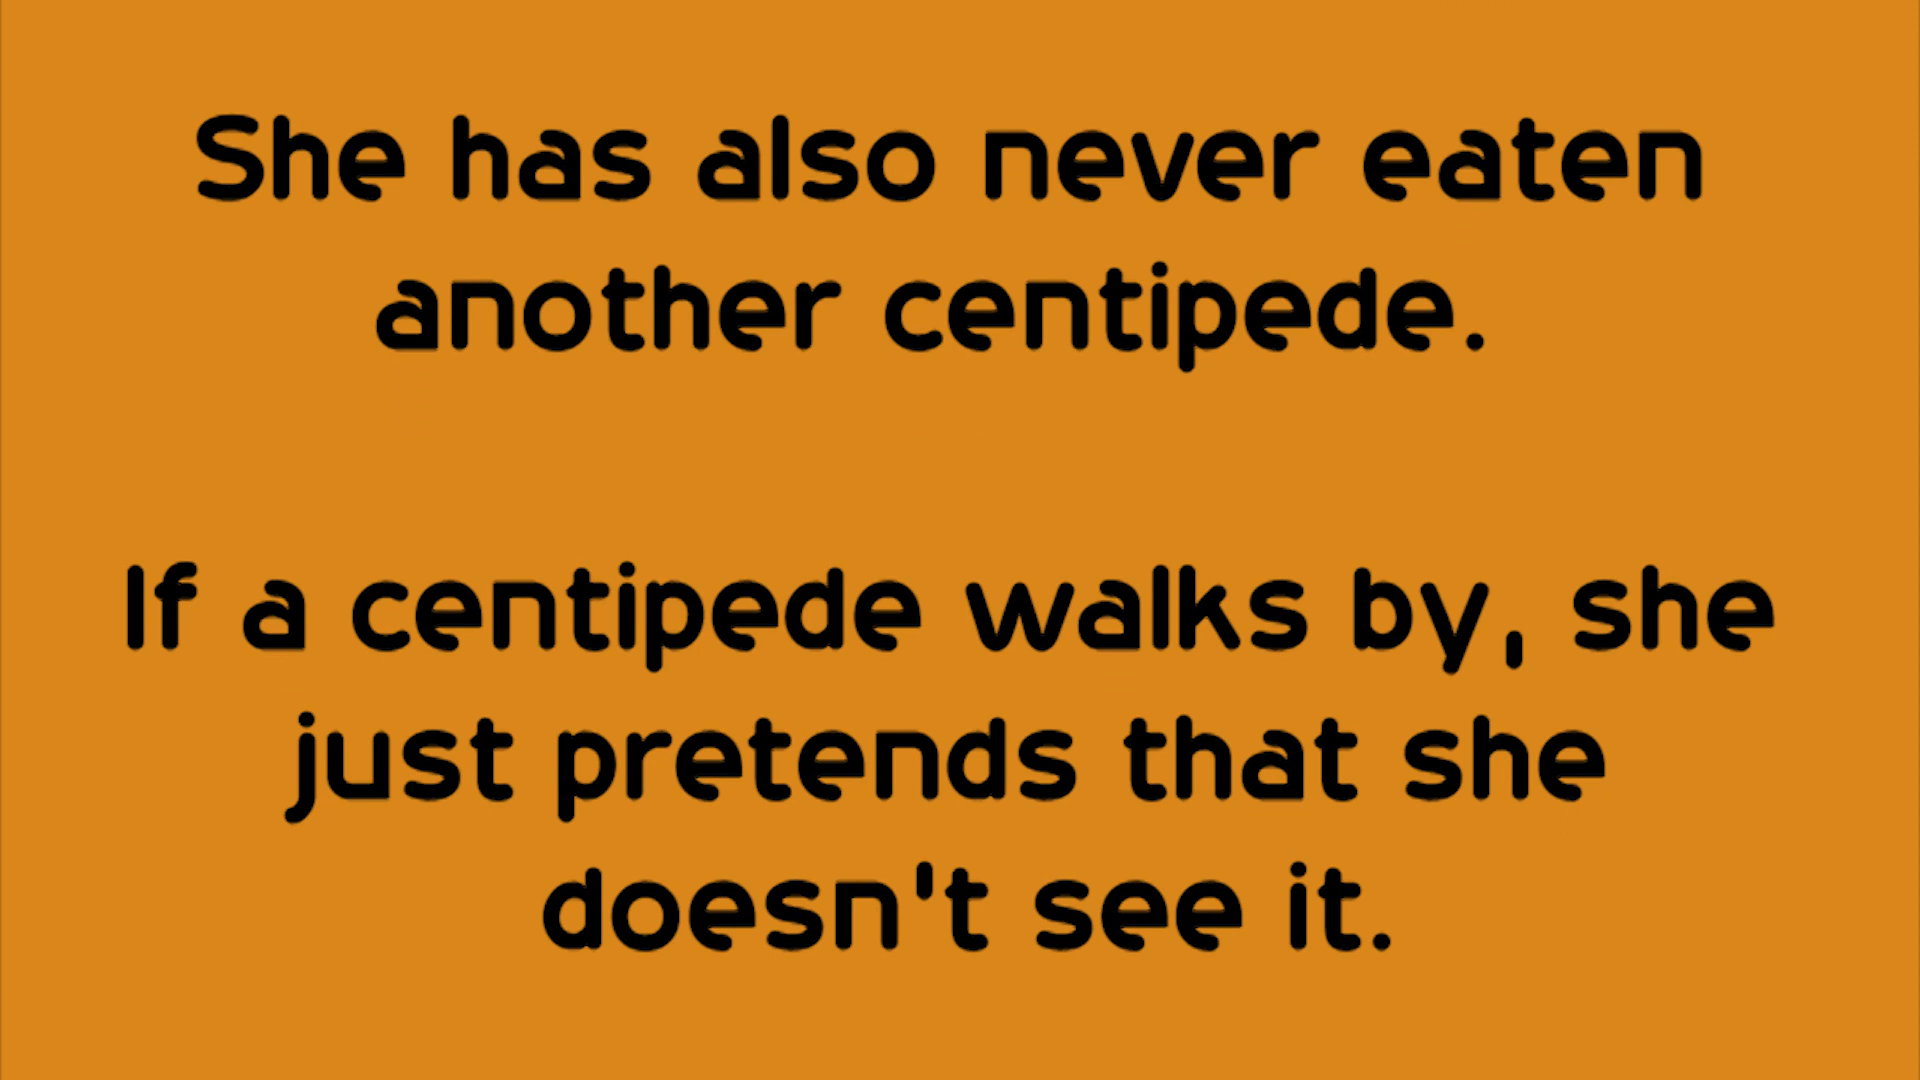 She has also never eaten
another centipede.
If a centipede walks by, she
just pretends that she
doesn't see it.